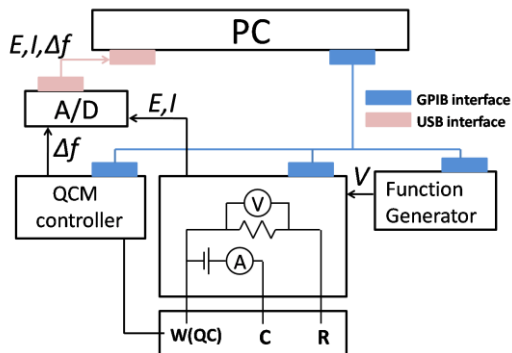 PC
E,I,Δf
A/D
E,I
GPIB interface
USB interface
Δf
V
QCM
controller
Function
Generator
V
A
W(QC)
C
R